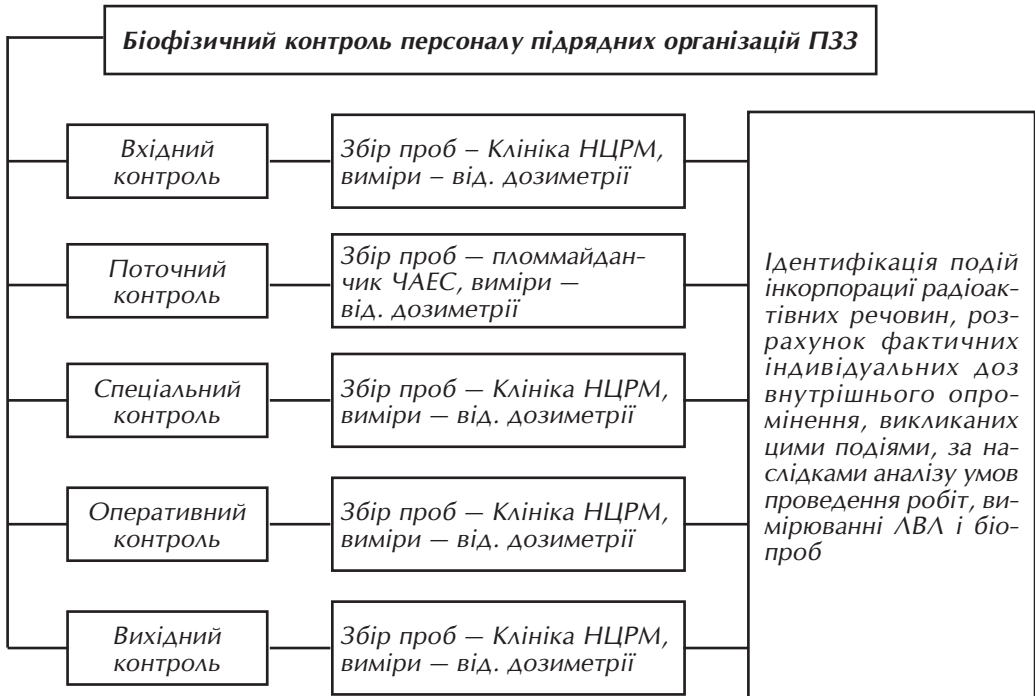 Біофізичний контроль персоналу підрядних організацій ПЗЗ
Вхідний
контроль
Збір проб – Клініка НЦРМ,
виміри – від. дозиметрії
Поточний
контроль
Збір проб — пломмайдан-
чик ЧАЕС, виміри —
від. дозиметрії
Спеціальний
контроль
Збір проб — Клініка НЦРМ,
виміри — від. дозиметрії
Оперативний
контроль
Збір проб — Клініка НЦРМ,
виміри — від. дозиметрії
Вихідний
контроль
Збір проб — Клініка НЦРМ,
виміри — від. дозиметрії
Ідентифікація подій
інкорпорациї радіоак-
тівних речовин, роз-
рахунок фактичних
індивідуальних доз
внутрішнього опро-
мінення, викликаних
цими подіями, за на-
слідками аналізу умов
проведення робіт, ви-
мірюванні ЛВЛ і біо-
проб